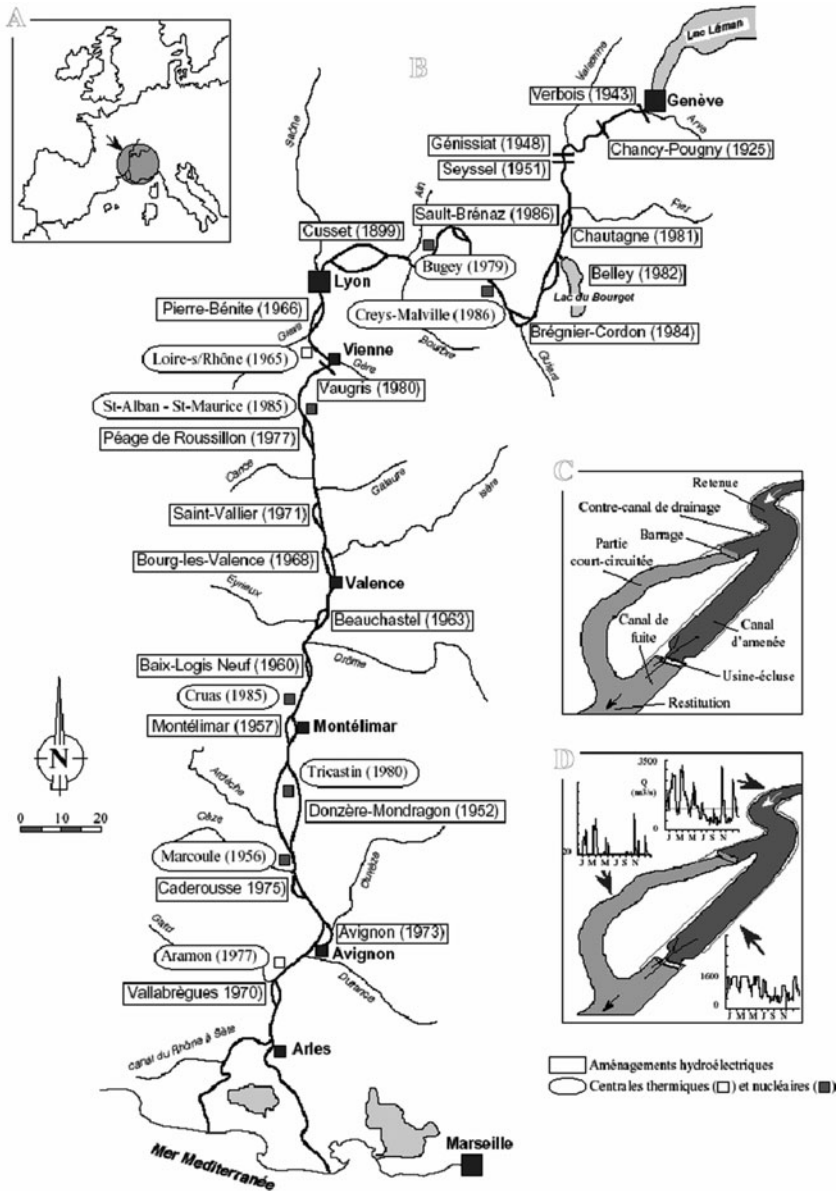 A
B
Lac Léman
Valserine
Verbois (1943)
Genève
Arve
Génissiat (1948)
Chancy-Pougny (1925)
Seyssel (1951)
Saône
Ain
Sault-Brénaz (1986)
Fier
Cusset (1899)
Chautagne (1981)
Bugey (1979)
Belley (1982)
Lyon
Lac du Bourget
Pierre-Bénite (1966)
Creys-Malville (1986)
Brégnier-Cordon (1984)
Bourbre
Guiers
Vienne
Loire-s/Rhône (1965)
Gère
Vaugris (1980)
St-Alban - St-Maurice (1985)
Péage de Roussillon (1977)
Cance
Galaure
Isère
Saint-Vallier (1971)
Bourg-les-Valence (1968)
Valence
Eyrieux
Beauchastel (1963)
Drôme
Baix-Logis Neuf (1960)
Cruas (1985)
Montélimar (1957)
Montélimar
N
0 10 20
Ardèche
Tricastin (1980)
Donzère-Mondragon (1952)
Cèze
Marcoule (1956)
Ouvèze
Caderousse 1975)
Gard
Avignon (1973)
Avignon
Aramon (1977)
Durance
Vallabrègues 1970)
canal du Rhône à Sète
Arles
Mer Mediterranée
Marseille
C
Retenue
Contre-canal de drainage
Barrage
Partie
court-circuitée
Canal de
fuite
Canal
d'amenée
Usine-écluse
Restitution
D
3500
Q
(m3/s)
0
J M M J S N
J M M J S N
1600
0
J M M J S N
Aménagements hydroélectriques
Centrales thermiques ( ) et nucléaires ( )